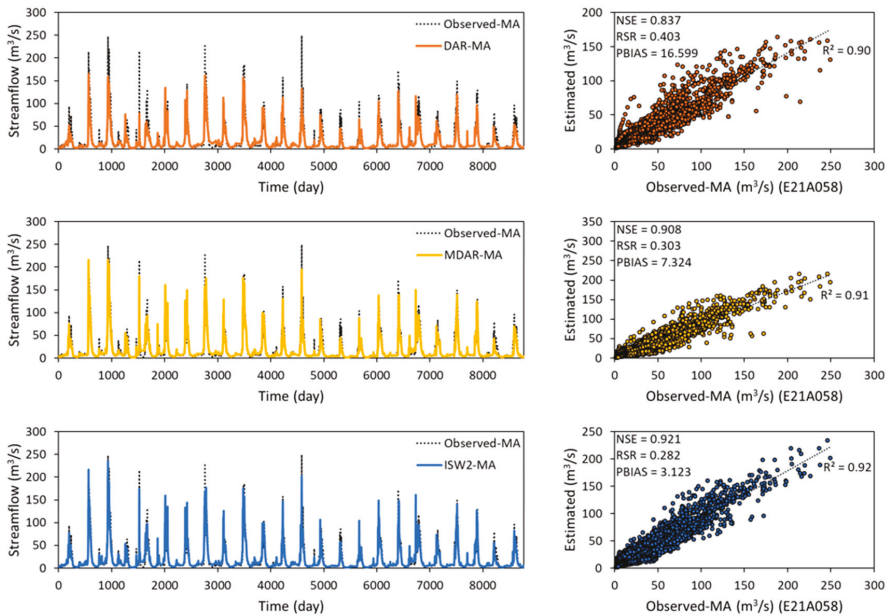 300
250
200
150
100
50
0
Streamflow (m³/s)
Observed-MA
DAR-MA
0 1000 2000 3000 4000 5000 6000 7000 8000
Time (day)
NSE = 0.837
RSR = 0.403
PBIAS = 16.599
R² = 0.90
200
150
100
50
0
Estimated (m³/s)
0 50 100 150 200 250 300
Observed-MA (m³/s) (E21A058)
300
250
200
150
100
50
0
Streamflow (m³/s)
Observed-MA
MDAR-MA
0 1000 2000 3000 4000 5000 6000 7000 8000
Time (day)
NSE = 0.908
RSR = 0.303
PBIAS = 7.324
R² = 0.91
350
300
250
200
150
100
50
0
Estimated (m³/s)
0 50 100 150 200 250 300
Observed-MA (m³/s) (E21A058)
300
250
200
150
100
50
0
Streamflow (m³/s)
Observed-MA
ISW2-MA
0 1000 2000 3000 4000 5000 6000 7000 8000
Time (day)
NSE = 0.921
RSR = 0.282
PBIAS = 3.123
R² = 0.92
250
200
150
100
50
0
Estimated (m³/s)
0 50 100 150 200 250 300
Observed-MA (m³/s) (E21A058)